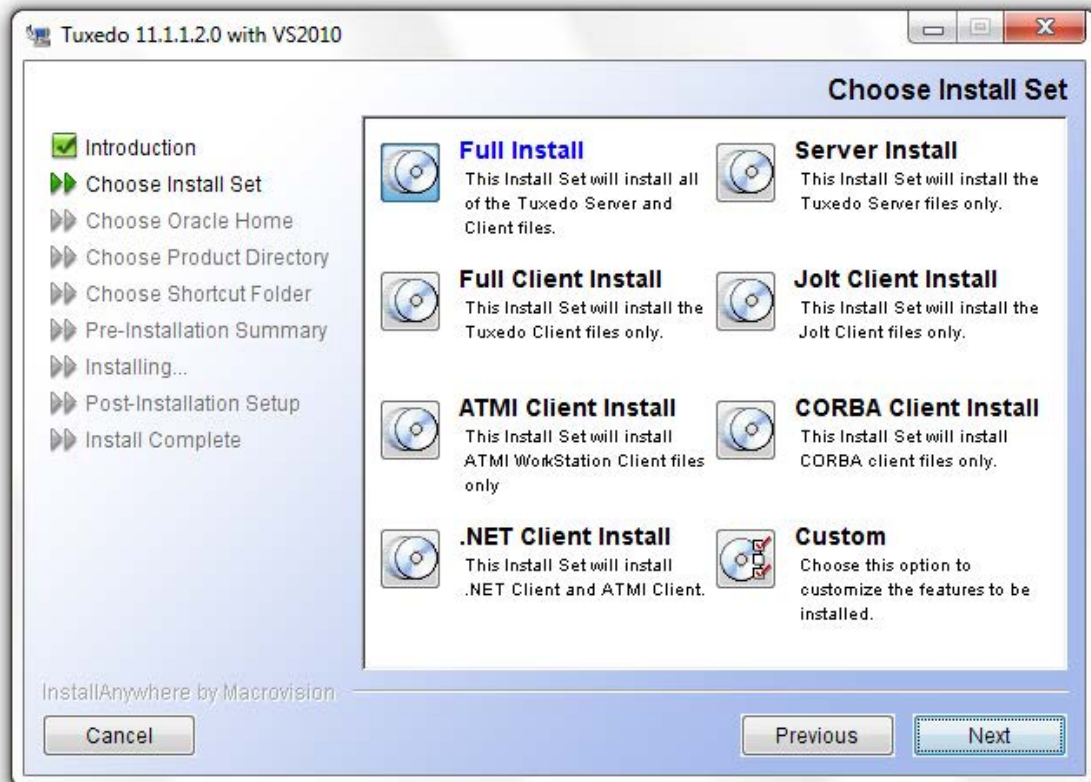 Tuxedo 11.1.1.2.0 with VS2010
Choose Install Set
Introduction
Choose Install Set
Choose Oracle Home
Choose Product Directory
Choose Shortcut Folder
Pre-Installation Summary
Installing...
Post-Installation Setup
Install Complete
Full Install
This Install Set will install all
of the Tuxedo Server and
Client files.
Server Install
This Install Set will install the
Tuxedo Server files only.
Full Client Install
This Install Set will install the
Tuxedo Client files only.
Jolt Client Install
This Install Set will install the
Jolt Client files only.
ATMI Client Install
This Install Set will install
ATMI WorkStation Client files
only
CORBA Client Install
This Install Set will install
CORBA client files only.
.NET Client Install
This Install Set will install
.NET Client and ATMI Client.
Custom
Choose this option to
customize the features to be
installed.
InstallAnywhere by Macrovision
Cancel
Previous
Next